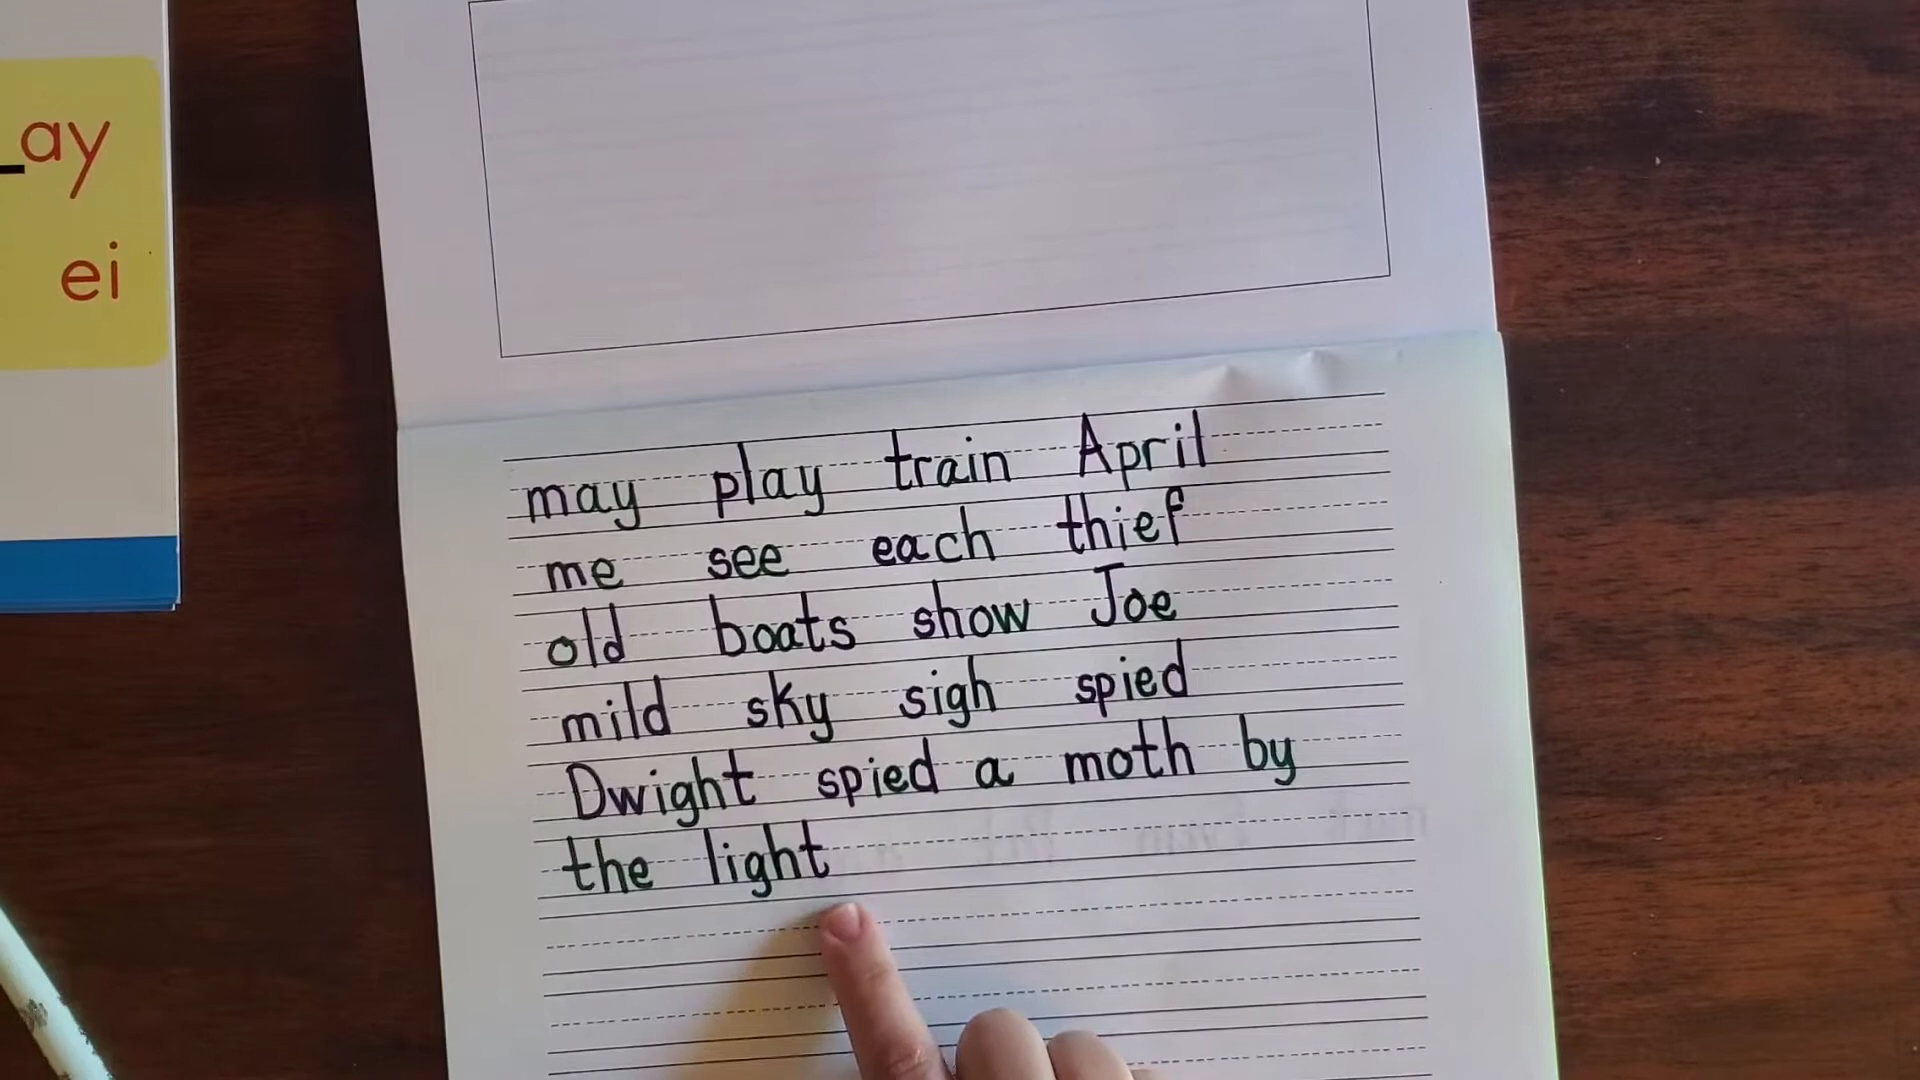 _ay
ei
may play train April
me see each thief
old boats show Joe
mild sky sigh spied
Dwight spied a moth by
the light